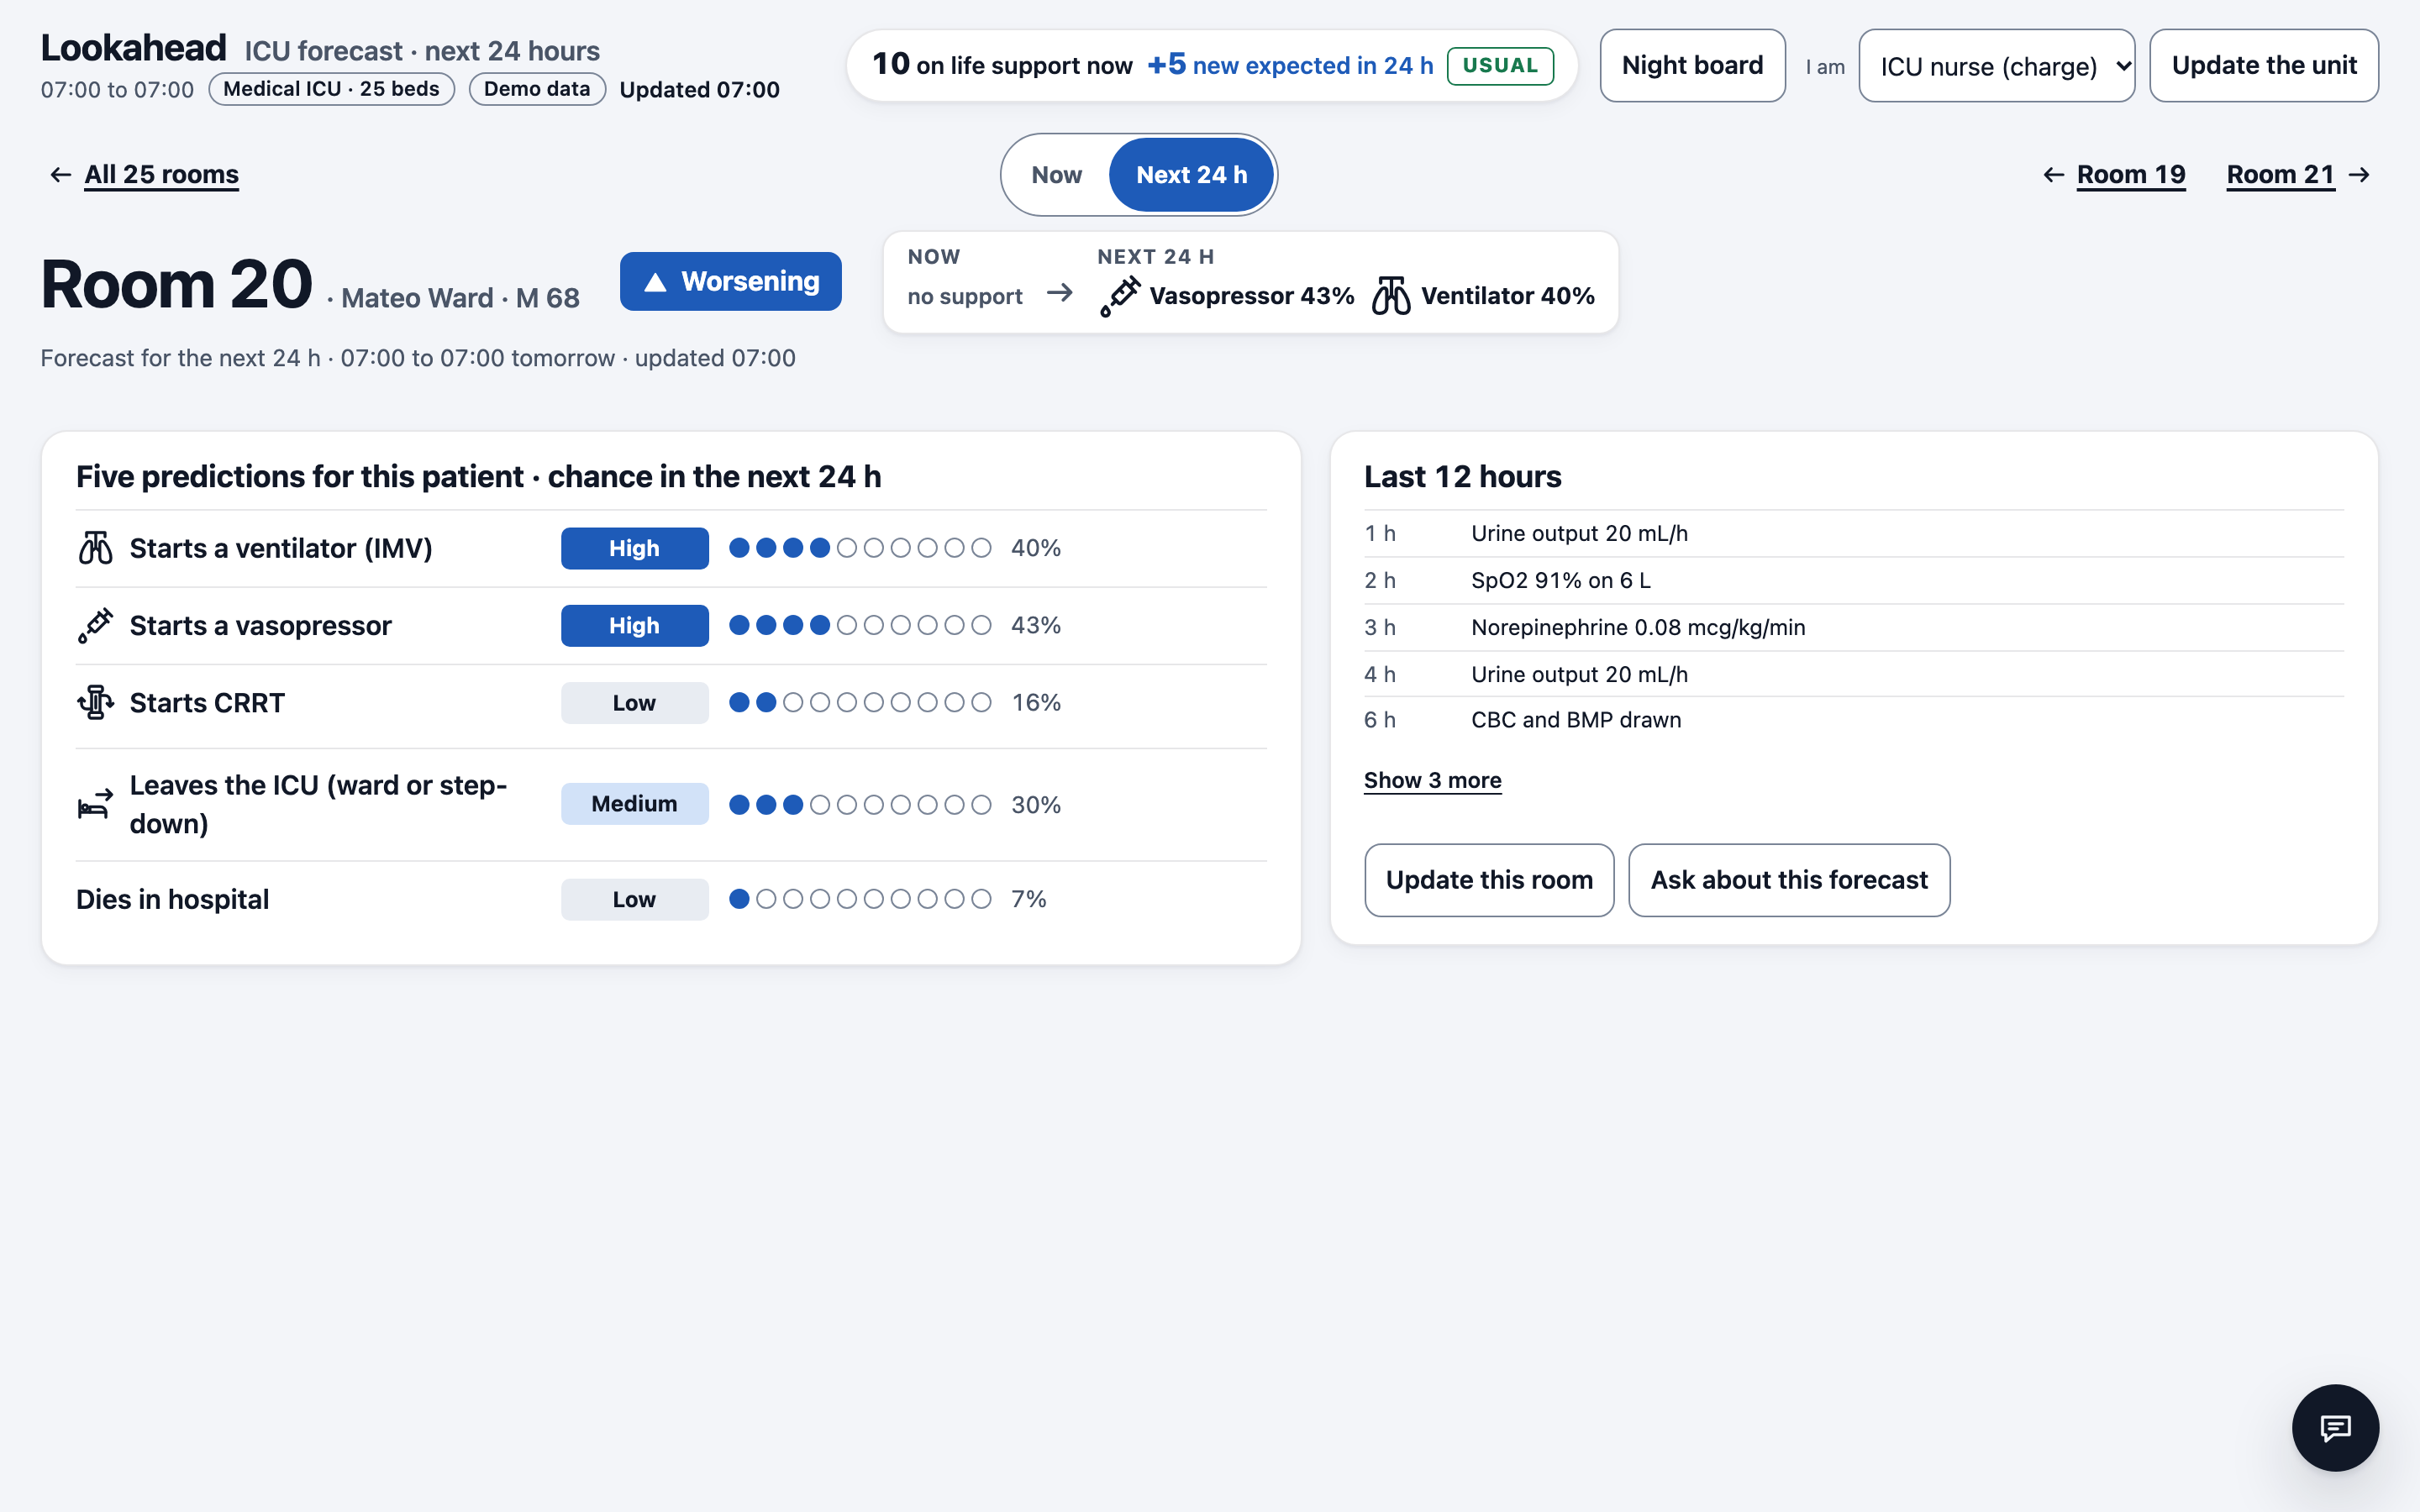 Lookahead ICU forecast · next 24 hours
07:00 to 07:00 Medical ICU · 25 beds Demo data Updated 07:00
10 on life support now +5 new expected in 24 h USUAL
Night board
I am ICU nurse (charge)
Update the unit
← All 25 rooms
Now Next 24 h
← Room 19 Room 21 →
Room 20 · Mateo Ward · M 68
▲ Worsening
NOW
no support
→
NEXT 24 H
Vasopressor 43% Ventilator 40%
Forecast for the next 24 h · 07:00 to 07:00 tomorrow · updated 07:00
Five predictions for this patient · chance in the next 24 h
Starts a ventilator (IMV) High 40%
Starts a vasopressor High 43%
Starts CRRT Low 16%
Leaves the ICU (ward or step-
down) Medium 30%
Dies in hospital Low 7%
Last 12 hours
1 h Urine output 20 mL/h
2 h SpO2 91% on 6 L
3 h Norepinephrine 0.08 mcg/kg/min
4 h Urine output 20 mL/h
6 h CBC and BMP drawn
Show 3 more
Update this room
Ask about this forecast